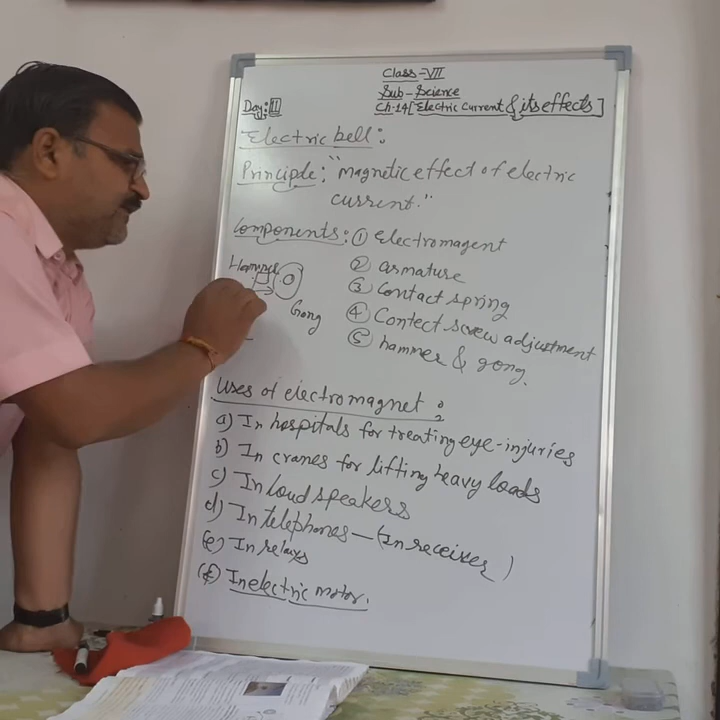 Class-VII
Sub-Science
Day:11
Ch.14[Electric Current & its effects]
Electric bell:
Principle: "magnetic effect of electric
current."
Components: ① Electromagent
② armature
③ Contact spring
④ Contect screw adjustment
⑤ hammer & gong.
Hammer
Gong
Uses of electromagnet:
a) In hospitals for treating eye-injuries
b) In cranes for lifting heavy loads
c) In Loud speakers
d) In telephones - (In receiver)
(e) In relays
(f) In electric motor.